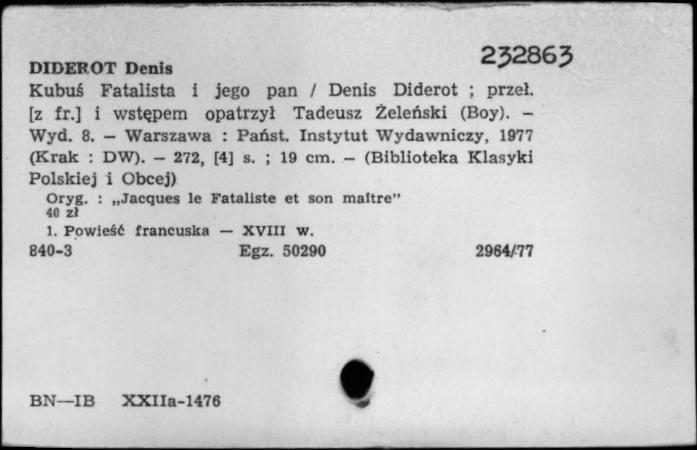 232863
DIDEROT Denis
Kubuś Fatalista i jego pan / Denis Diderot ; przeł.
[z fr.] i wstępem opatrzył Tadeusz Żeleński (Boy). —
Wyd. 8. — Warszawa : Państ. Instytut Wydawniczy, 1977
(Krak : DW). — 272, [4] s. ; 19 cm. — (Biblioteka Klasyki
Polskiej i Obcej)
Oryg. : „Jacques le Fataliste et son maître”
40 zł
1. Powieść francuska — XVIII w.
840-3 Egz. 50290 2964/77
BN—IB XXIIa-1476